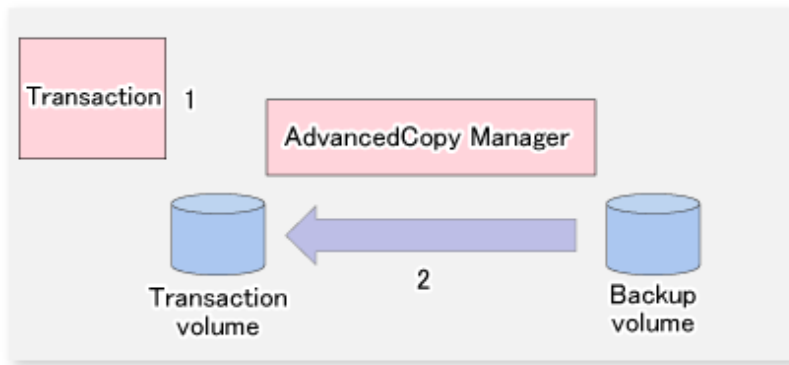 Transaction 1
AdvancedCopy Manager
2
Transaction
volume
Backup
volume